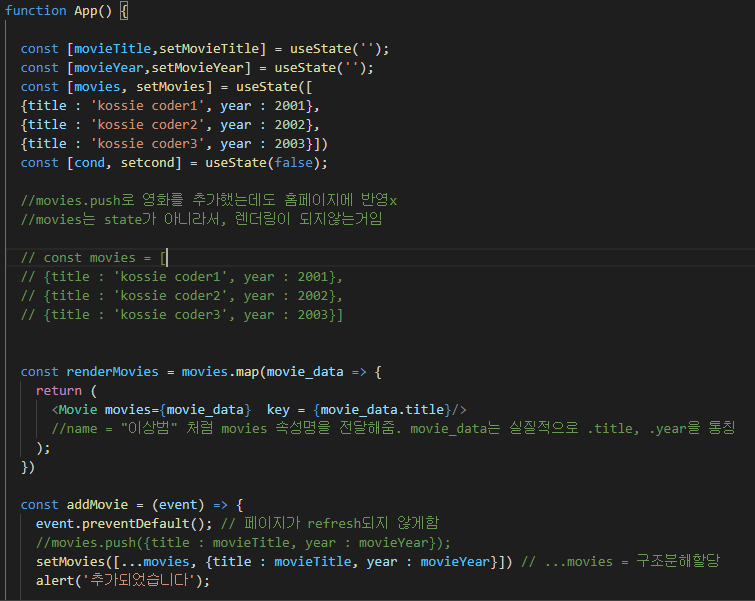 function App() {
const [movieTitle,setMovieTitle] = useState('');
const [movieYear,setMovieYear] = useState('');
const [movies, setMovies] = useState([
{title : 'kossie coder1', year : 2001},
{title : 'kossie coder2', year : 2002},
{title : 'kossie coder3', year : 2003}])
const [cond, setcond] = useState(false);
//movies.push로 영화를 추가했는데도 홈페이지에 반영x
//movies는 state가 아니라서, 렌더링이 되지않는거임
// const movies = [
// {title : 'kossie coder1', year : 2001},
// {title : 'kossie coder2', year : 2002},
// {title : 'kossie coder3', year : 2003}]
const renderMovies = movies.map(movie_data => {
return (
<Movie movies={movie_data}  key = {movie_data.title}/>
//name = "이상범" 처럼 movies 속성명을 전달해줌. movie_data는 실질적으로 .title, .year을 통칭
);
})
const addMovie = (event) => {
event.preventDefault(); // 페이지가 refresh되지 않게함
//movies.push({title : movieTitle, year : movieYear});
setMovies([...movies, {title : movieTitle, year : movieYear}]) // ...movies = 구조분해할당
alert('추가되었습니다');